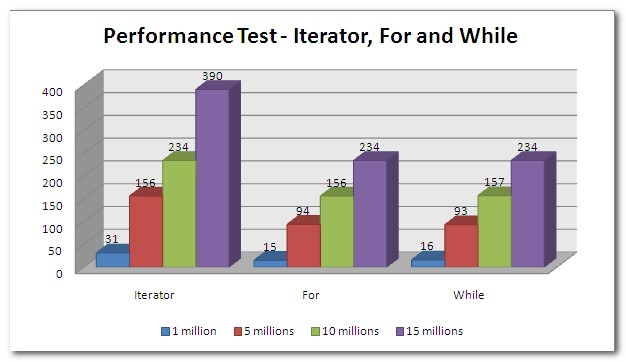 Performance Test - Iterator, For and While
400
350
300
250
200
150
100
50
0
31
156
234
390
15
94
156
234
16
93
157
234
Iterator
For
While
1 million
5 millions
10 millions
15 millions